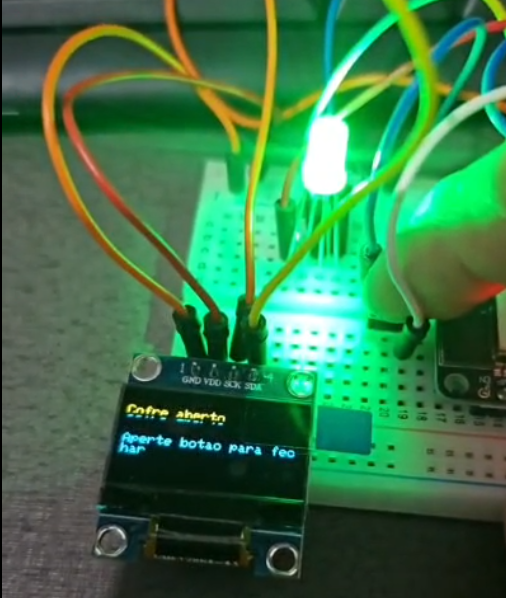 GND VDD SCK SDA
Cofre aberto
Aperte botao para fec
har